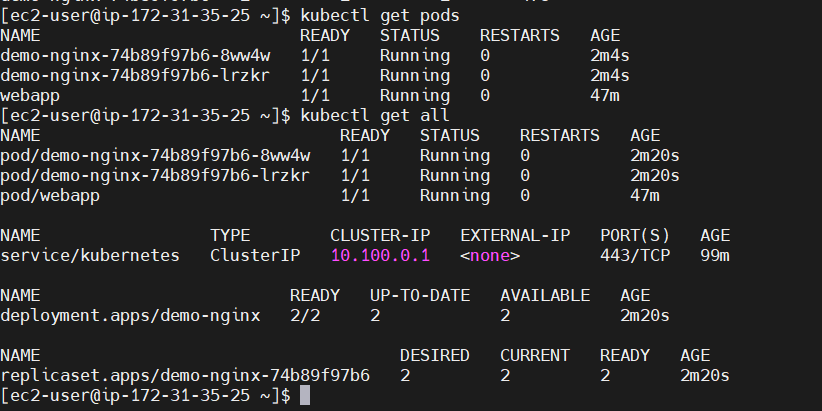 [ec2-user@ip-172-31-35-25 ~]$ kubectl get pods
NAME                          READY   STATUS    RESTARTS   AGE
demo-nginx-74b89f97b6-8ww4w   1/1     Running   0          2m4s
demo-nginx-74b89f97b6-lrzkr   1/1     Running   0          2m4s
webapp                        1/1     Running   0          47m
[ec2-user@ip-172-31-35-25 ~]$ kubectl get all
NAME                              READY   STATUS    RESTARTS   AGE
pod/demo-nginx-74b89f97b6-8ww4w   1/1     Running   0          2m20s
pod/demo-nginx-74b89f97b6-lrzkr   1/1     Running   0          2m20s
pod/webapp                        1/1     Running   0          47m
NAME                 TYPE        CLUSTER-IP   EXTERNAL-IP   PORT(S)   AGE
service/kubernetes   ClusterIP   10.100.0.1   <none>        443/TCP   99m
NAME                         READY   UP-TO-DATE   AVAILABLE   AGE
deployment.apps/demo-nginx   2/2     2            2           2m20s
NAME                                    DESIRED   CURRENT   READY   AGE
replicaset.apps/demo-nginx-74b89f97b6   2         2         2       2m20s
[ec2-user@ip-172-31-35-25 ~]$